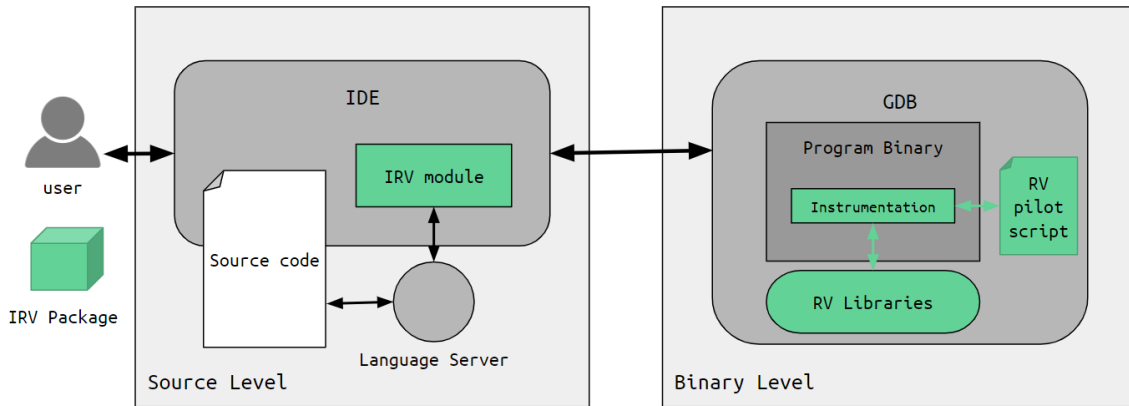 user
IRV Package
IDE
IRV module
Source code
Language Server
Source Level
GDB
Program Binary
Instrumentation
RV
pilot
script
RV Libraries
Binary Level